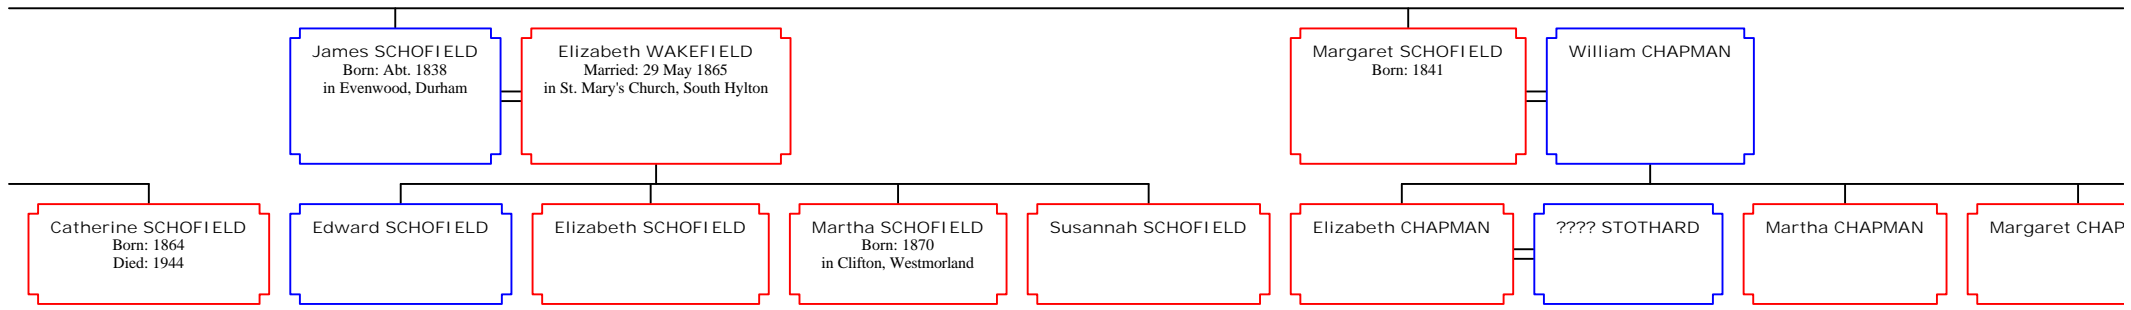 James SCHOFIELD
Born: Abt. 1838
in Evenwood, Durham
Elizabeth WAKEFIELD
Married: 29 May 1865
in St. Mary's Church, South Hylton
Margaret SCHOFIELD
Born: 1841
William CHAPMAN
Catherine SCHOFIELD
Born: 1864
Died: 1944
Edward SCHOFIELD
Elizabeth SCHOFIELD
Martha SCHOFIELD
Born: 1870
in Clifton, Westmorland
Susannah SCHOFIELD
Elizabeth CHAPMAN
???? STOTHARD
Martha CHAPMAN
Margaret CHAP